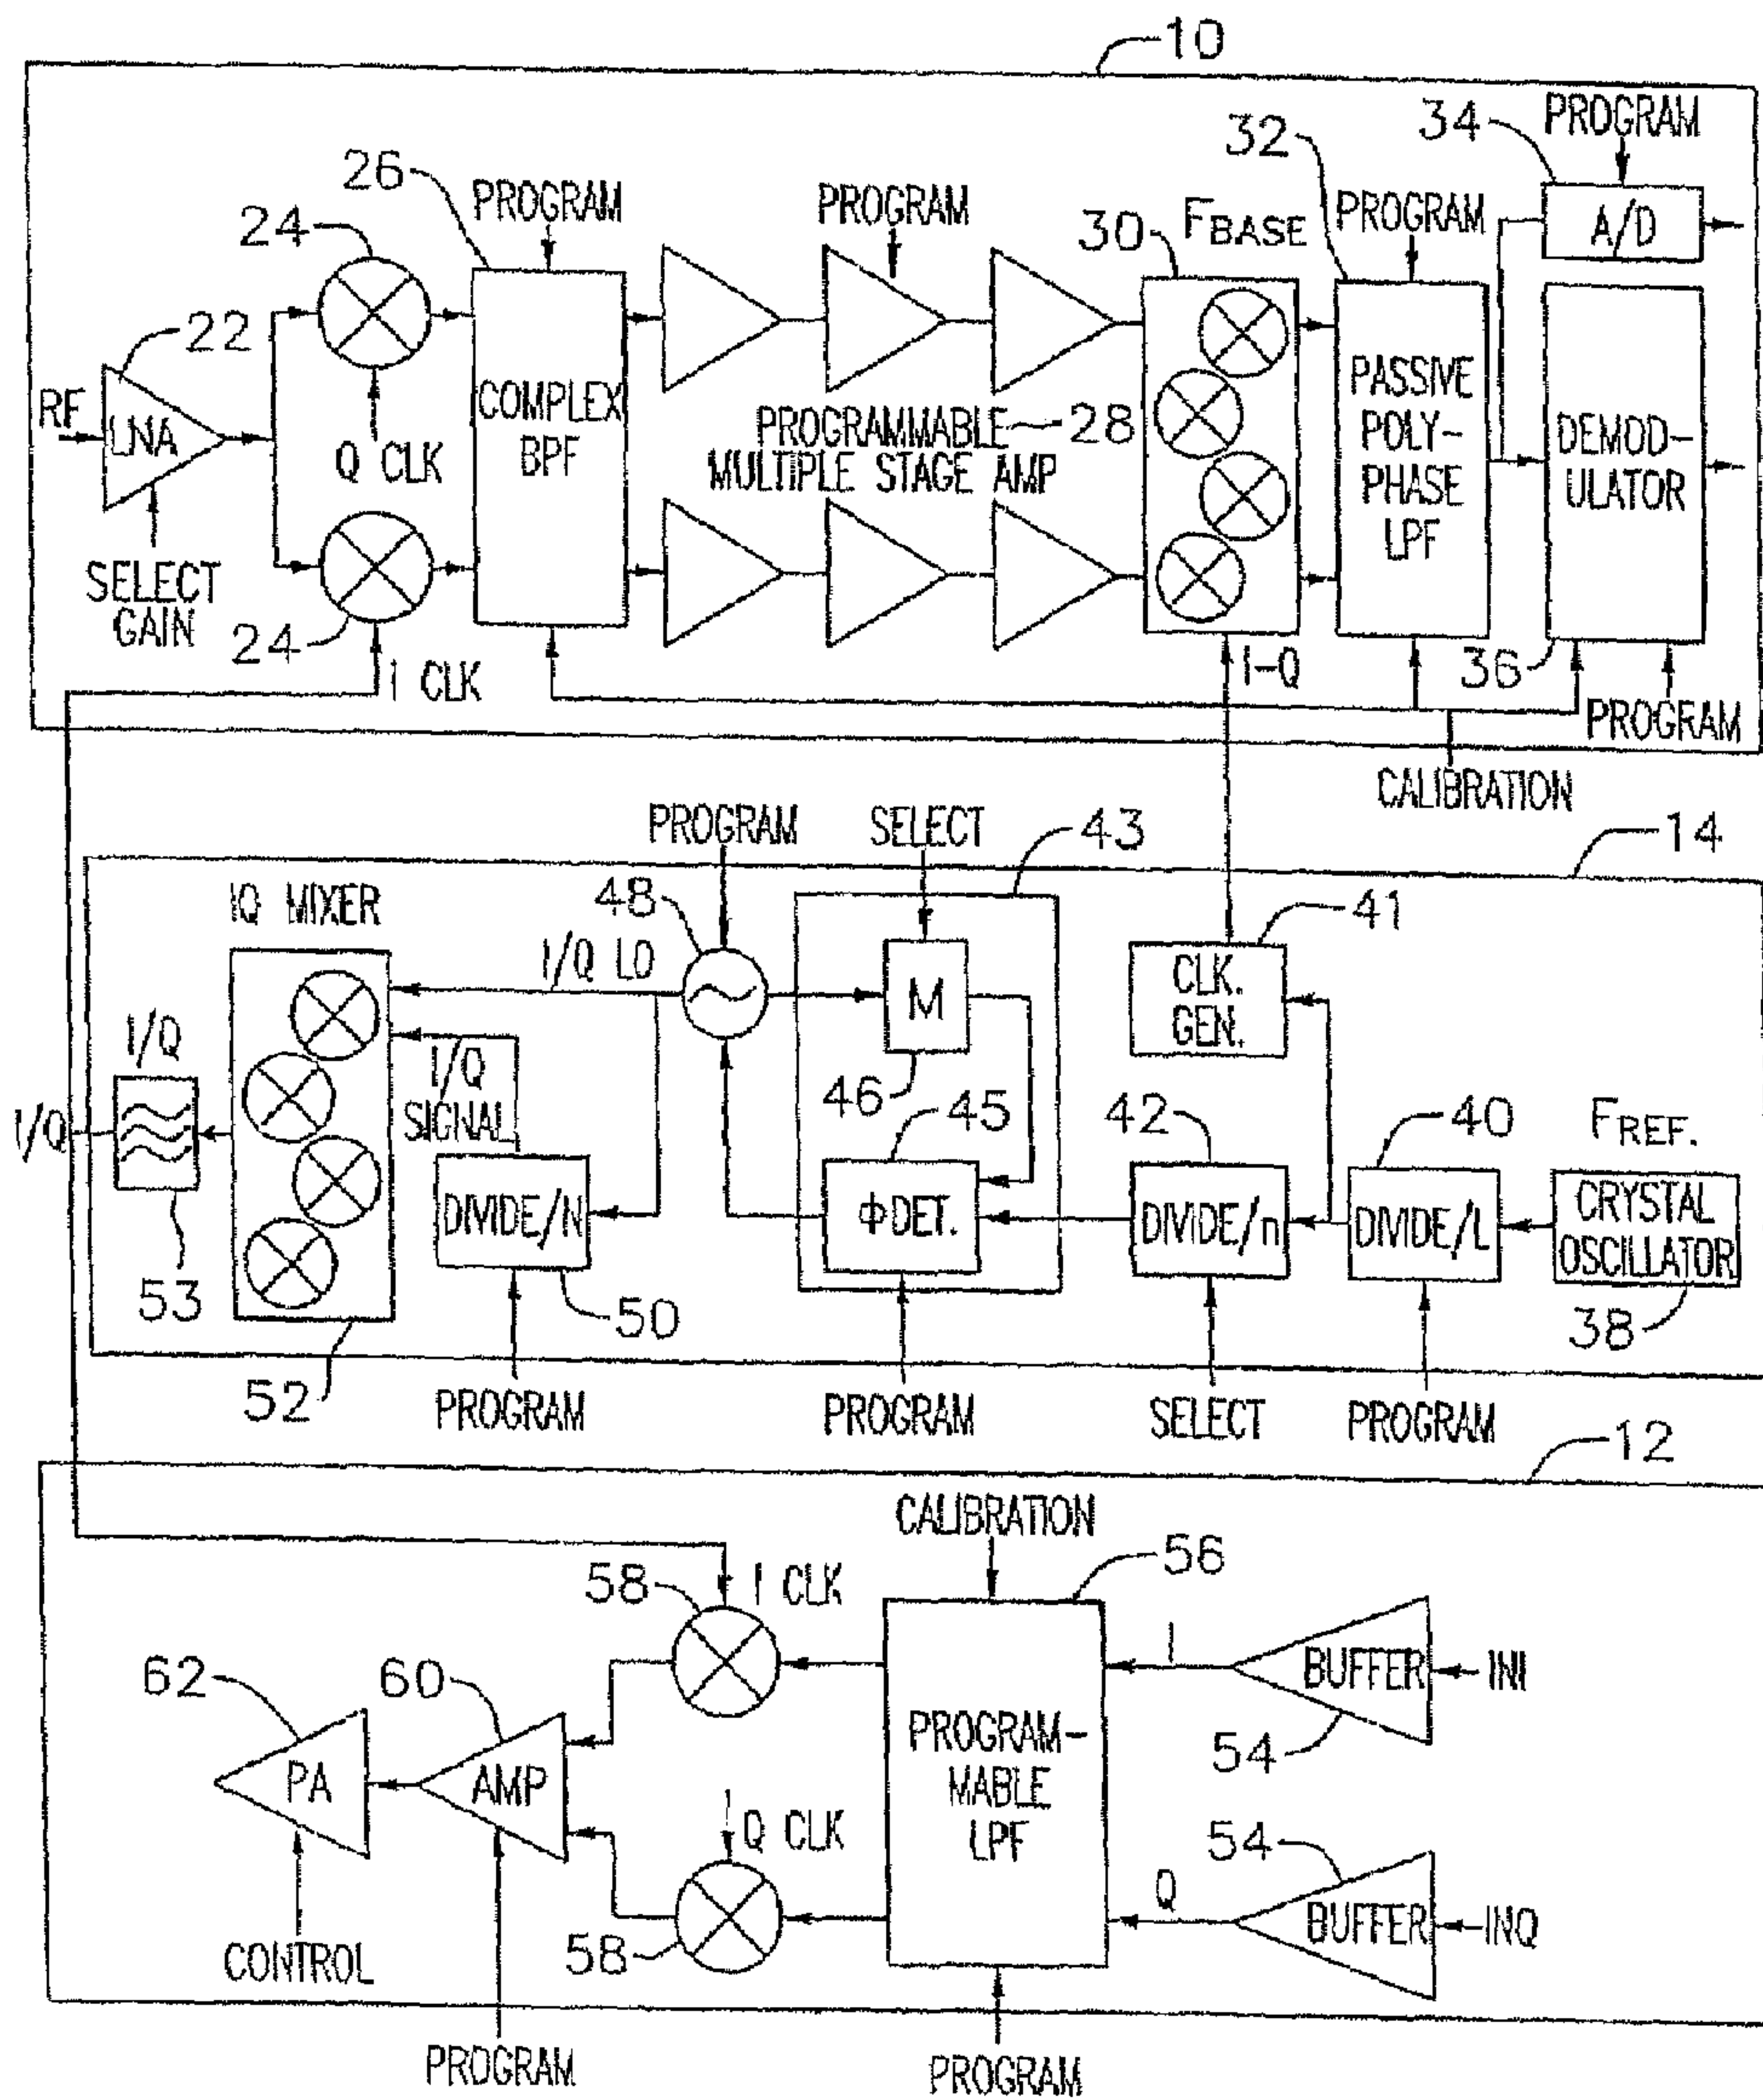 10
PROGRAM
34
32
26
PROGRAM
PROGRAM
30
FBASE
PROGRAM
A/D
24
22
RF
LNA
Q CLK
COMPLEX
BPF
PROGRAMMABLE
MULTIPLE STAGE AMP
28
PASSIVE
POLY-
PHASE
LPF
DEMOD-
ULATOR
SELECT
GAIN
24
I CLK
I-Q
36
PROGRAM
CALIBRATION
PROGRAM
SELECT
43
14
IQ MIXER
48
41
I/Q LO
M
CLK.
GEN.
I/Q
I/Q
SIGNAL
46
45
42
40
FREF.
I/Q
DIVIDE/N
ΦDET.
DIVIDE/n
DIVIDE/L
CRYSTAL
OSCILLATOR
53
50
38
52
PROGRAM
PROGRAM
SELECT
PROGRAM
12
CALIBRATION
56
58
I CLK
I
BUFFER
INI
62
60
54
PA
AMP
PROGRAM-
MABLE
LPF
Q CLK
54
Q
BUFFER
INQ
58
CONTROL
PROGRAM
PROGRAM